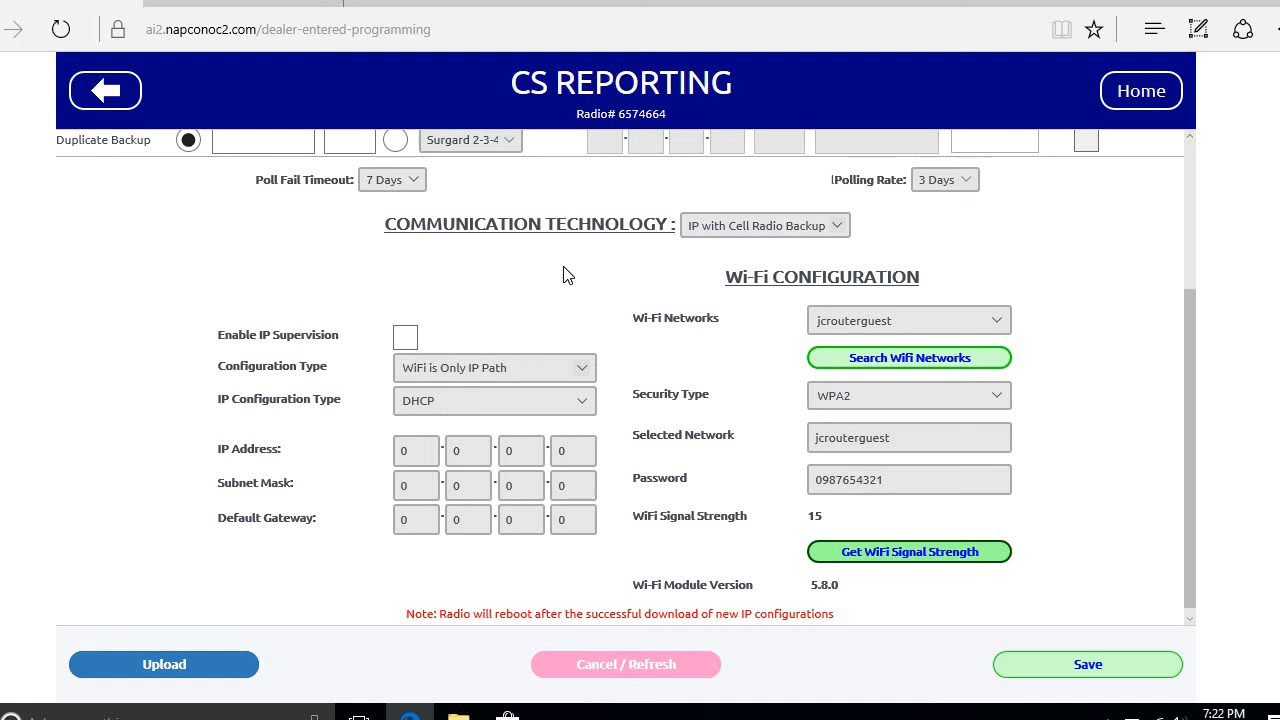 ai2.napconoc2.com/dealer-entered-programming
CS REPORTING
Radio# 6574664
Home
Duplicate Backup
Surgard 2-3-4
Poll Fail Timeout: 7 Days
Polling Rate: 3 Days
COMMUNICATION TECHNOLOGY : IP with Cell Radio Backup
Wi-Fi CONFIGURATION
Wi-Fi Networks jcrouterguest
Enable IP Supervision
Search Wifi Networks
Configuration Type WiFi is Only IP Path
Security Type WPA2
IP Configuration Type DHCP
Selected Network jcrouterguest
IP Address: 0 . 0 . 0 . 0
Password 0987654321
Subnet Mask: 0 . 0 . 0 . 0
WiFi Signal Strength 15
Default Gateway: 0 . 0 . 0 . 0
Get WiFi Signal Strength
Wi-Fi Module Version 5.8.0
Note: Radio will reboot after the successful download of new IP configurations
Upload
Cancel / Refresh
Save
7:22 PM